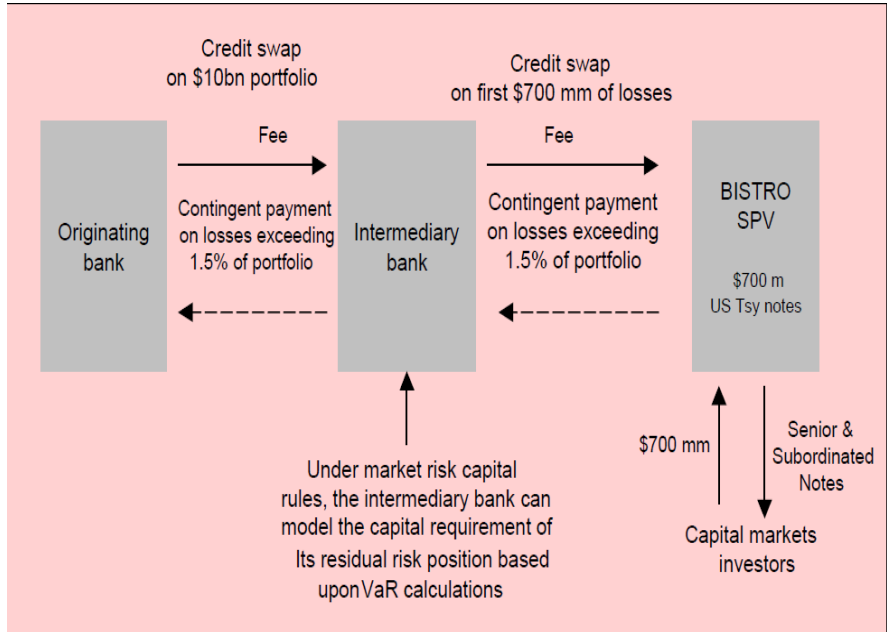 Credit swap
on $10bn portfolio
Credit swap
on first $700 mm of losses
Fee
Fee
Originating
bank
Contingent payment
on losses exceeding
1.5% of portfolio
Intermediary
bank
Contingent payment
on losses exceeding
1.5% of portfolio
BISTRO
SPV
$700 m
US Tsy notes
$700 mm
Senior &
Subordinated
Notes
Capital markets
investors
Under market risk capital
rules, the intermediary bank can
model the capital requirement of
Its residual risk position based
upon VaR calculations